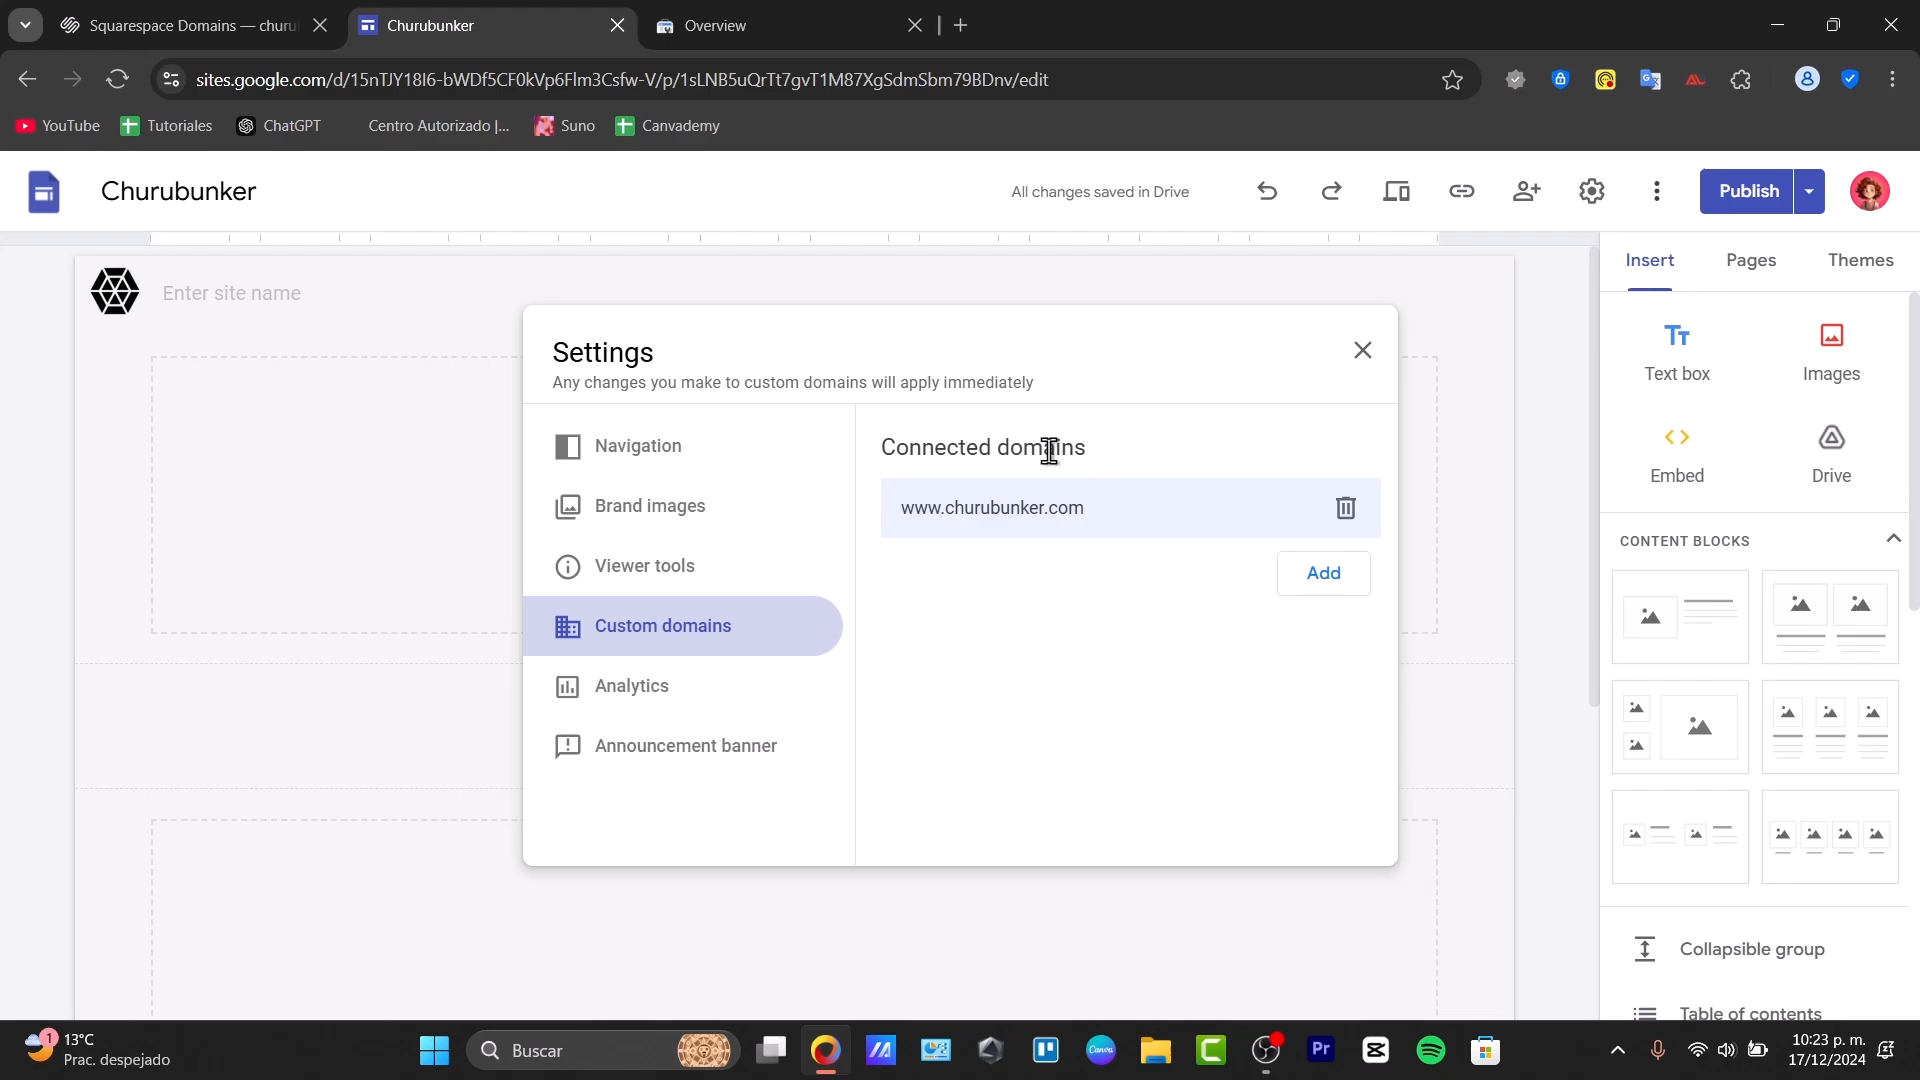 Squarespace Domains — churu
Churubunker
Overview
sites.google.com/d/15nTJY18I6-bWDf5CF0kVp6Flm3Csfw-V/p/1sLNB5uQrTt7gvT1M87XgSdmSbm79BDnv/edit
YouTube
Tutoriales
ChatGPT
Centro Autorizado |...
Suno
Canvademy
Churubunker
All changes saved in Drive
Publish
Enter site name
Insert
Pages
Themes
Text box
Images
Embed
Drive
CONTENT BLOCKS
Collapsible group
Table of contents
Settings
Any changes you make to custom domains will apply immediately
Navigation
Brand images
Viewer tools
Custom domains
Analytics
Announcement banner
Connected domains
www.churubunker.com
Add
1
13°C
Prac. despejado
Buscar
Canva
Pr
10:23 p. m.
17/12/2024